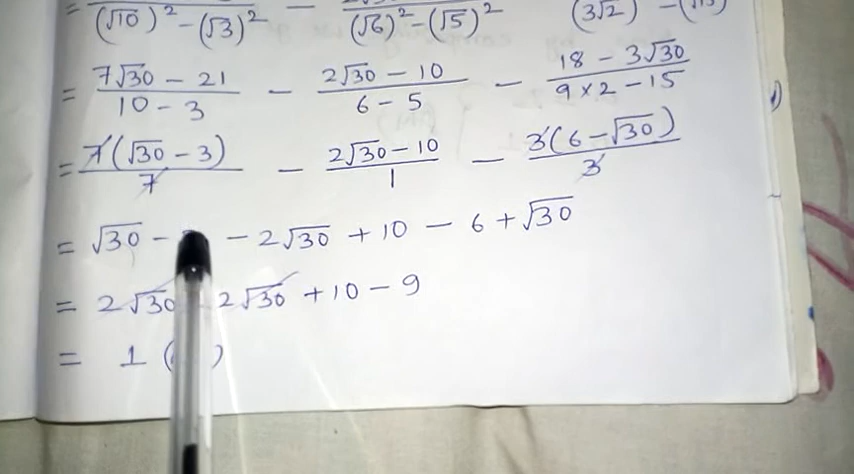 = (√10)² - (√3)² - (√6)² - (√5)² (3√2)
= 7√30 - 21 / 10 - 3 - 2√30 - 10 / 6 - 5 - 18 - 3√30 / 9 × 2 - 15
= 7(√30 - 3) / 7 - 2√30 - 10 / 1 - 3(6 - √30) / 3
= √30 - - 2√30 + 10 - 6 + √30
= 2√30 2√30 + 10 - 9
= 1 ( )